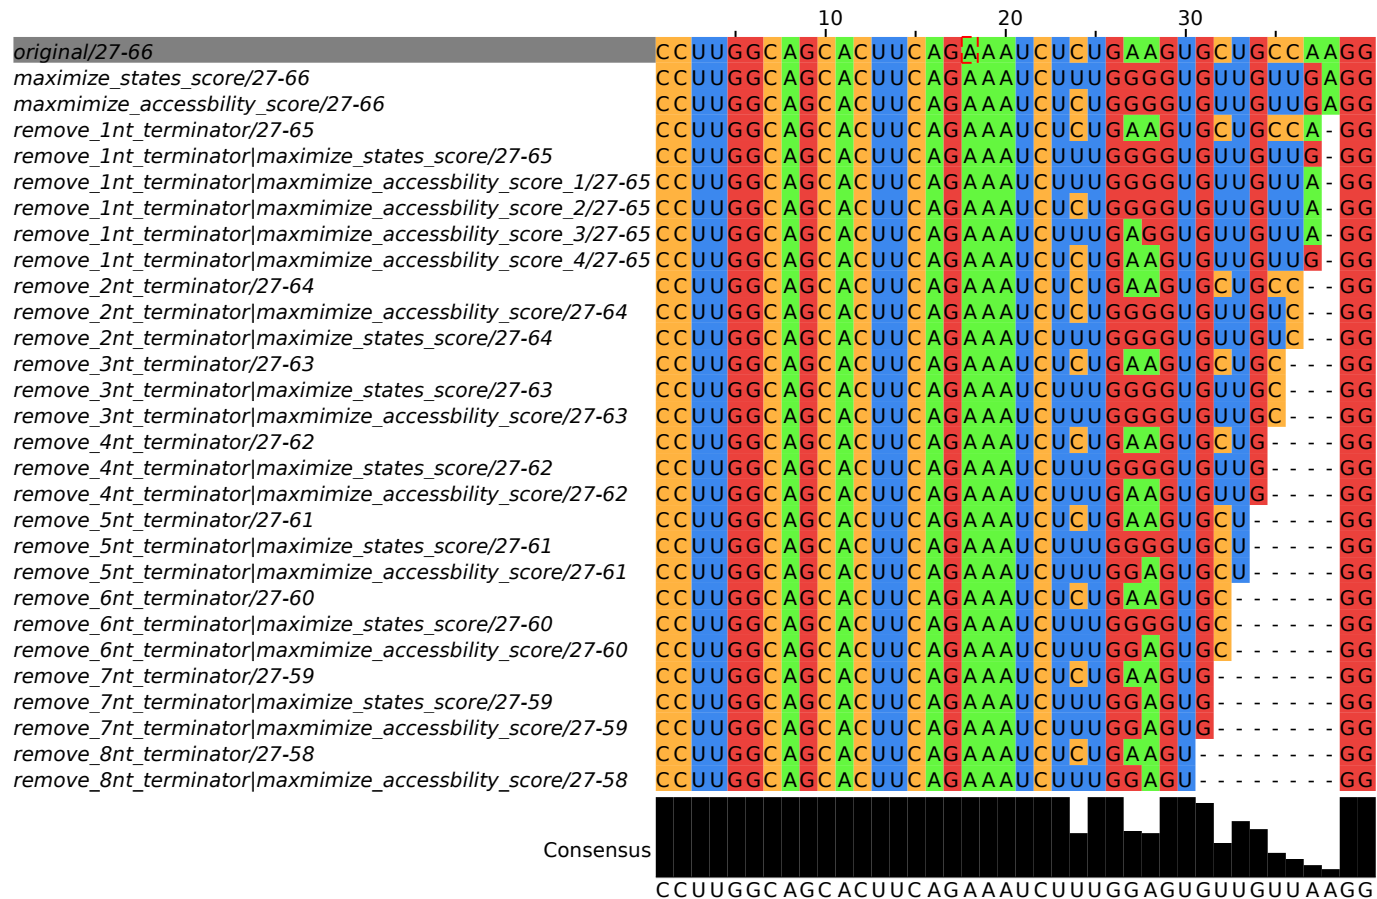 10 20 30
original/27-66 CCUUGGCAGCACUUCAGAAAUCUCUGAAGUGCUGCCAAGG
maximize_states_score/27-66 CCUUGGCAGCACUUCAGAAAUCUUUGGGGUGUUGUUGAGG
maxmimize_accessbility_score/27-66 CCUUGGCAGCACUUCAGAAAUCUCUGGGGUGUUGUUGAGG
remove_1nt_terminator/27-65 CCUUGGCAGCACUUCAGAAAUCUCUGAAGUGCUGCCA-GG
remove_1nt_terminator|maximize_states_score/27-65 CCUUGGCAGCACUUCAGAAAUCUUUGGGGUGUUGUUG-GG
remove_1nt_terminator|maxmimize_accessbility_score_1/27-65 CCUUGGCAGCACUUCAGAAAUCUUUGGGGUGUUGUUA-GG
remove_1nt_terminator|maxmimize_accessbility_score_2/27-65 CCUUGGCAGCACUUCAGAAAUCUCUGGGGUGUUGUUA-GG
remove_1nt_terminator|maxmimize_accessbility_score_3/27-65 CCUUGGCAGCACUUCAGAAAUCUUUGAGGUGUUGUUA-GG
remove_1nt_terminator|maxmimize_accessbility_score_4/27-65 CCUUGGCAGCACUUCAGAAAUCUCUGAAGUGUUGUUG-GG
remove_2nt_terminator/27-64 CCUUGGCAGCACUUCAGAAAUCUCUGAAGUGCUGCC--GG
remove_2nt_terminator|maxmimize_accessbility_score/27-64 CCUUGGCAGCACUUCAGAAAUCUCUGGGGUGUUGUC--GG
remove_2nt_terminator|maximize_states_score/27-64 CCUUGGCAGCACUUCAGAAAUCUUUGGGGUGUUGUC--GG
remove_3nt_terminator/27-63 CCUUGGCAGCACUUCAGAAAUCUCUGAAGUGCUGC---GG
remove_3nt_terminator|maximize_states_score/27-63 CCUUGGCAGCACUUCAGAAAUCUUUGGGGUGUUGC---GG
remove_3nt_terminator|maxmimize_accessbility_score/27-63 CCUUGGCAGCACUUCAGAAAUCUUUGGGGUGUUGC---GG
remove_4nt_terminator/27-62 CCUUGGCAGCACUUCAGAAAUCUCUGAAGUGCUG----GG
remove_4nt_terminator|maximize_states_score/27-62 CCUUGGCAGCACUUCAGAAAUCUUUGGGGUGUUG----GG
remove_4nt_terminator|maxmimize_accessbility_score/27-62 CCUUGGCAGCACUUCAGAAAUCUUUGAAGUGUUG----GG
remove_5nt_terminator/27-61 CCUUGGCAGCACUUCAGAAAUCUCUGAAGUGCU-----GG
remove_5nt_terminator|maximize_states_score/27-61 CCUUGGCAGCACUUCAGAAAUCUUUGGGGUGCU-----GG
remove_5nt_terminator|maxmimize_accessbility_score/27-61 CCUUGGCAGCACUUCAGAAAUCUUUGGAGUGCU-----GG
remove_6nt_terminator/27-60 CCUUGGCAGCACUUCAGAAAUCUCUGAAGUGC------GG
remove_6nt_terminator|maximize_states_score/27-60 CCUUGGCAGCACUUCAGAAAUCUUUGGGGUGC------GG
remove_6nt_terminator|maxmimize_accessbility_score/27-60 CCUUGGCAGCACUUCAGAAAUCUUUGGAGUGC------GG
remove_7nt_terminator/27-59 CCUUGGCAGCACUUCAGAAAUCUCUGAAGUG-------GG
remove_7nt_terminator|maximize_states_score/27-59 CCUUGGCAGCACUUCAGAAAUCUUUGGAGUG-------GG
remove_7nt_terminator|maxmimize_accessbility_score/27-59 CCUUGGCAGCACUUCAGAAAUCUUUGGAGUG-------GG
remove_8nt_terminator/27-58 CCUUGGCAGCACUUCAGAAAUCUCUGAAGU--------GG
remove_8nt_terminator|maxmimize_accessbility_score/27-58 CCUUGGCAGCACUUCAGAAAUCUUUGGAGU--------GG
Consensus
CCUUGGCAGCACUUCAGAAAUCUUUGGAGUGUUGUUAAGG